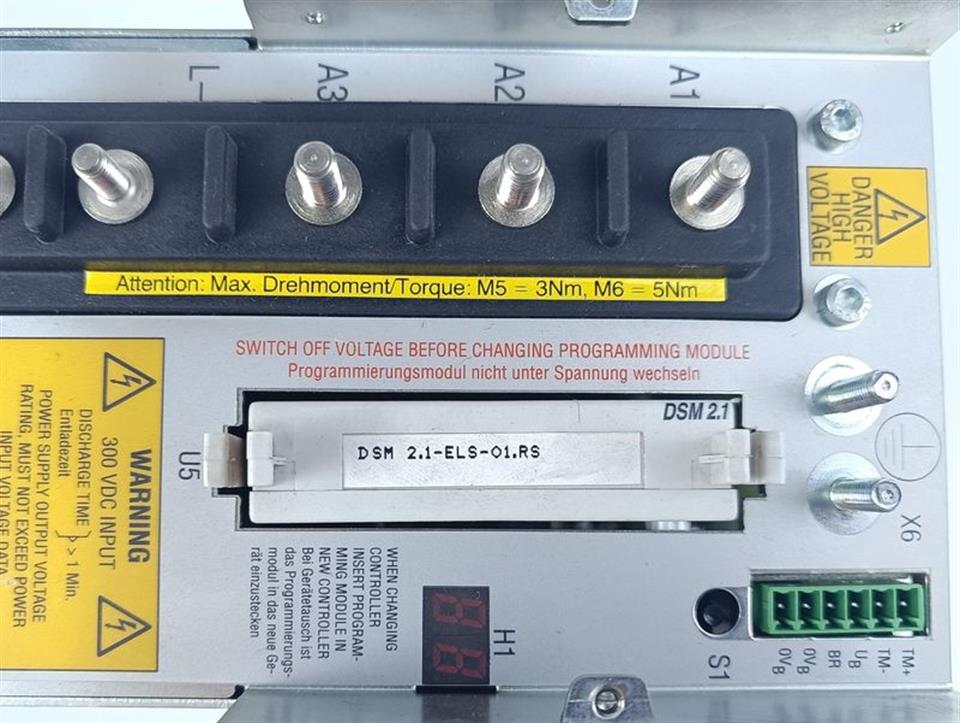 L–
A3
A2
A1
DANGER
HIGH
VOLTAGE
Attention: Max. Drehmoment/Torque: M5 = 3Nm, M6 = 5Nm
SWITCH OFF VOLTAGE BEFORE CHANGING PROGRAMMING MODULE
Programmierungsmodul nicht unter Spannung wechseln
DSM 2.1
DSM 2.1-ELS-01.RS
U5
X6
WARNING
300 VDC INPUT
DISCHARGE TIME
Entladezeit
} > 1 Min.
POWER SUPPLY OUTPUT VOLTAGE
RATING, MUST NOT EXCEED POWER
INPUT VOLTAGE DATA
WHEN CHANGING
CONTROLLER
INSERT PROGRAM-
MING MODULE IN
NEW CONTROLLER
Bei Gerätetausch ist
das Programmierungs-
modul in das neue Ge-
rät einzustecken
H1
S1
TM+
TM-
UB
BR
0VB
0VB